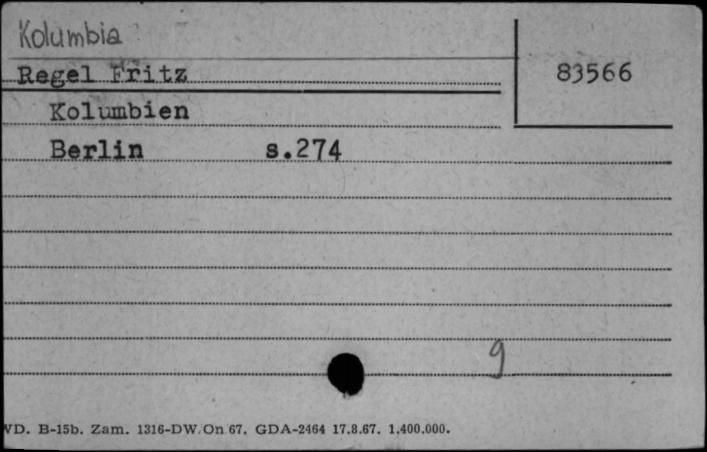 Kolumbia
Regel Fritz
83566
Kolumbien
Berlin s.274
g
VD. B-15b. Zam. 1316-DW/On 67. GDA-2464 17.8.67. 1.400.000.